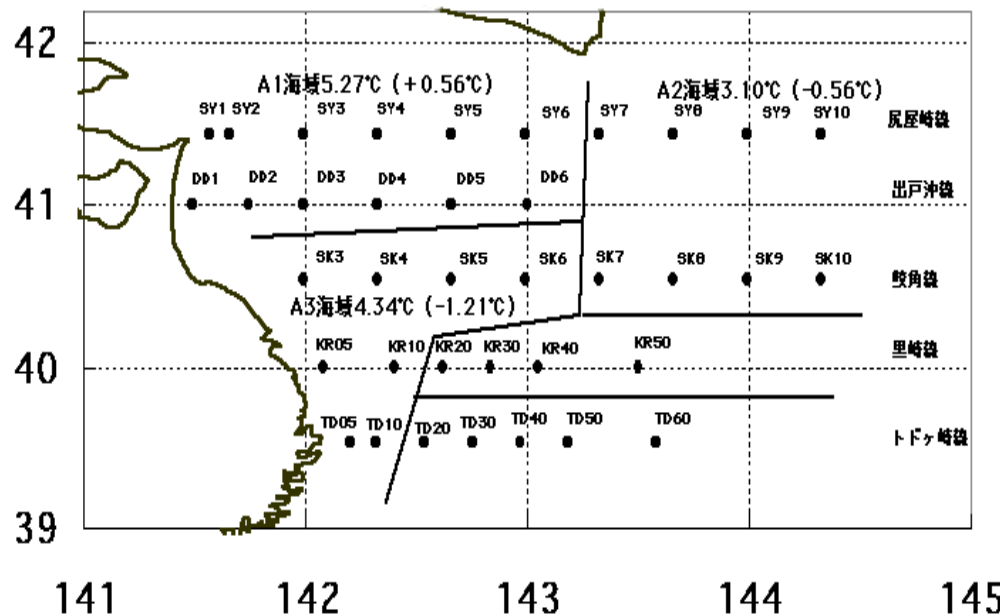 42
A1海域5.27℃ (+0.56℃)
A2海域3.10℃ (-0.56℃)
SY1 SY2 SY3 SY4 SY5 SY6 SY7 SY8 SY9 SY10 尻屋崎線
DD1 DD2 DD3 DD4 DD5 DD6 出戸沖線
41
SK3 SK4 SK5 SK6 SK7 SK8 SK9 SK10 鮫角線
A3海域4.34℃ (-1.21℃)
KR05 KR10 KR20 KR30 KR40 KR50 黒崎線
40
TD05 TD10 TD20 TD30 TD40 TD50 TD60 トドヶ崎線
39
141 142 143 144 145